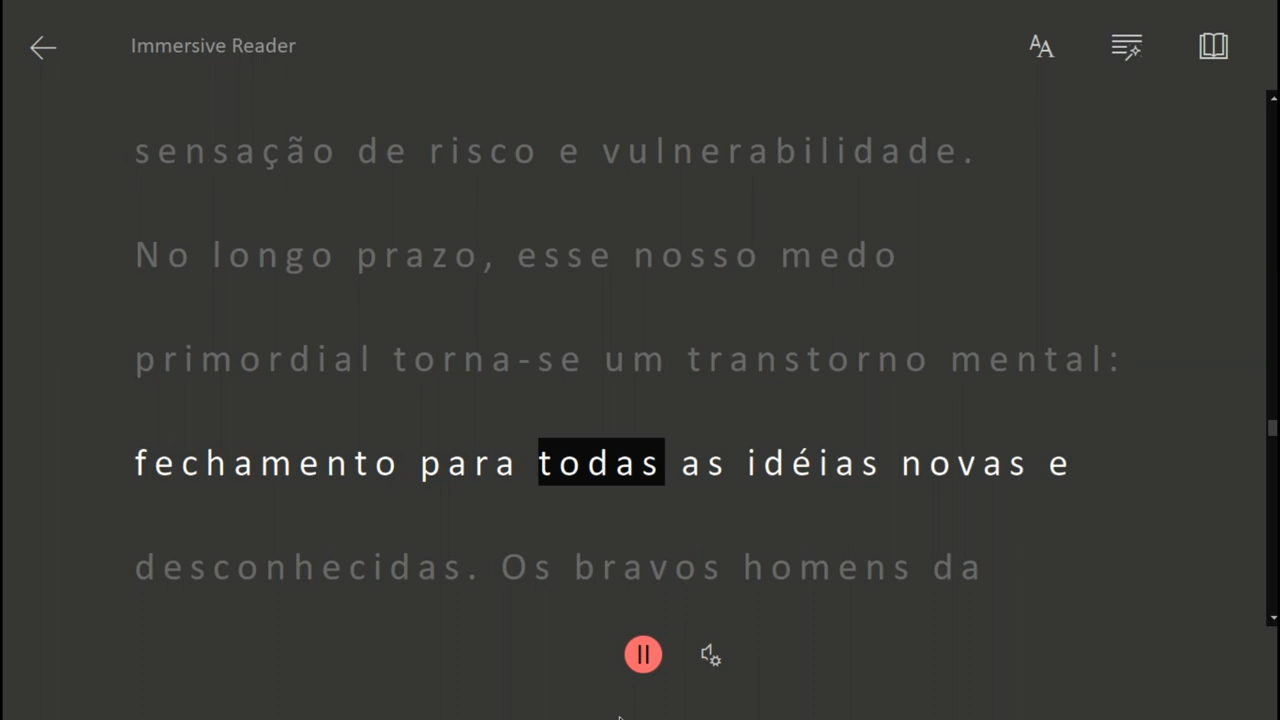 Immersive Reader
sensação de risco e vulnerabilidade.
No longo prazo, esse nosso medo
primordial torna-se um transtorno mental:
fechamento para todas as idéias novas e
desconhecidas. Os bravos homens da